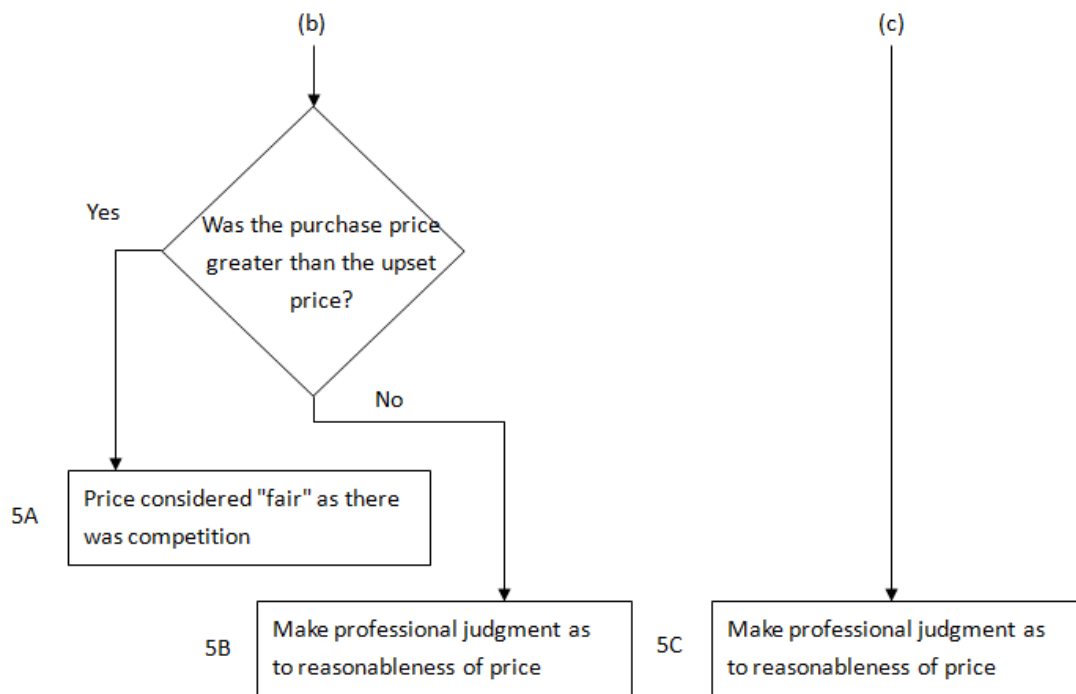 (b)
(c)
Yes
Was the purchase price
greater than the upset
price?
No
5A
Price considered "fair" as there
was competition
5B
Make professional judgment as
to reasonableness of price
5C
Make professional judgment as
to reasonableness of price